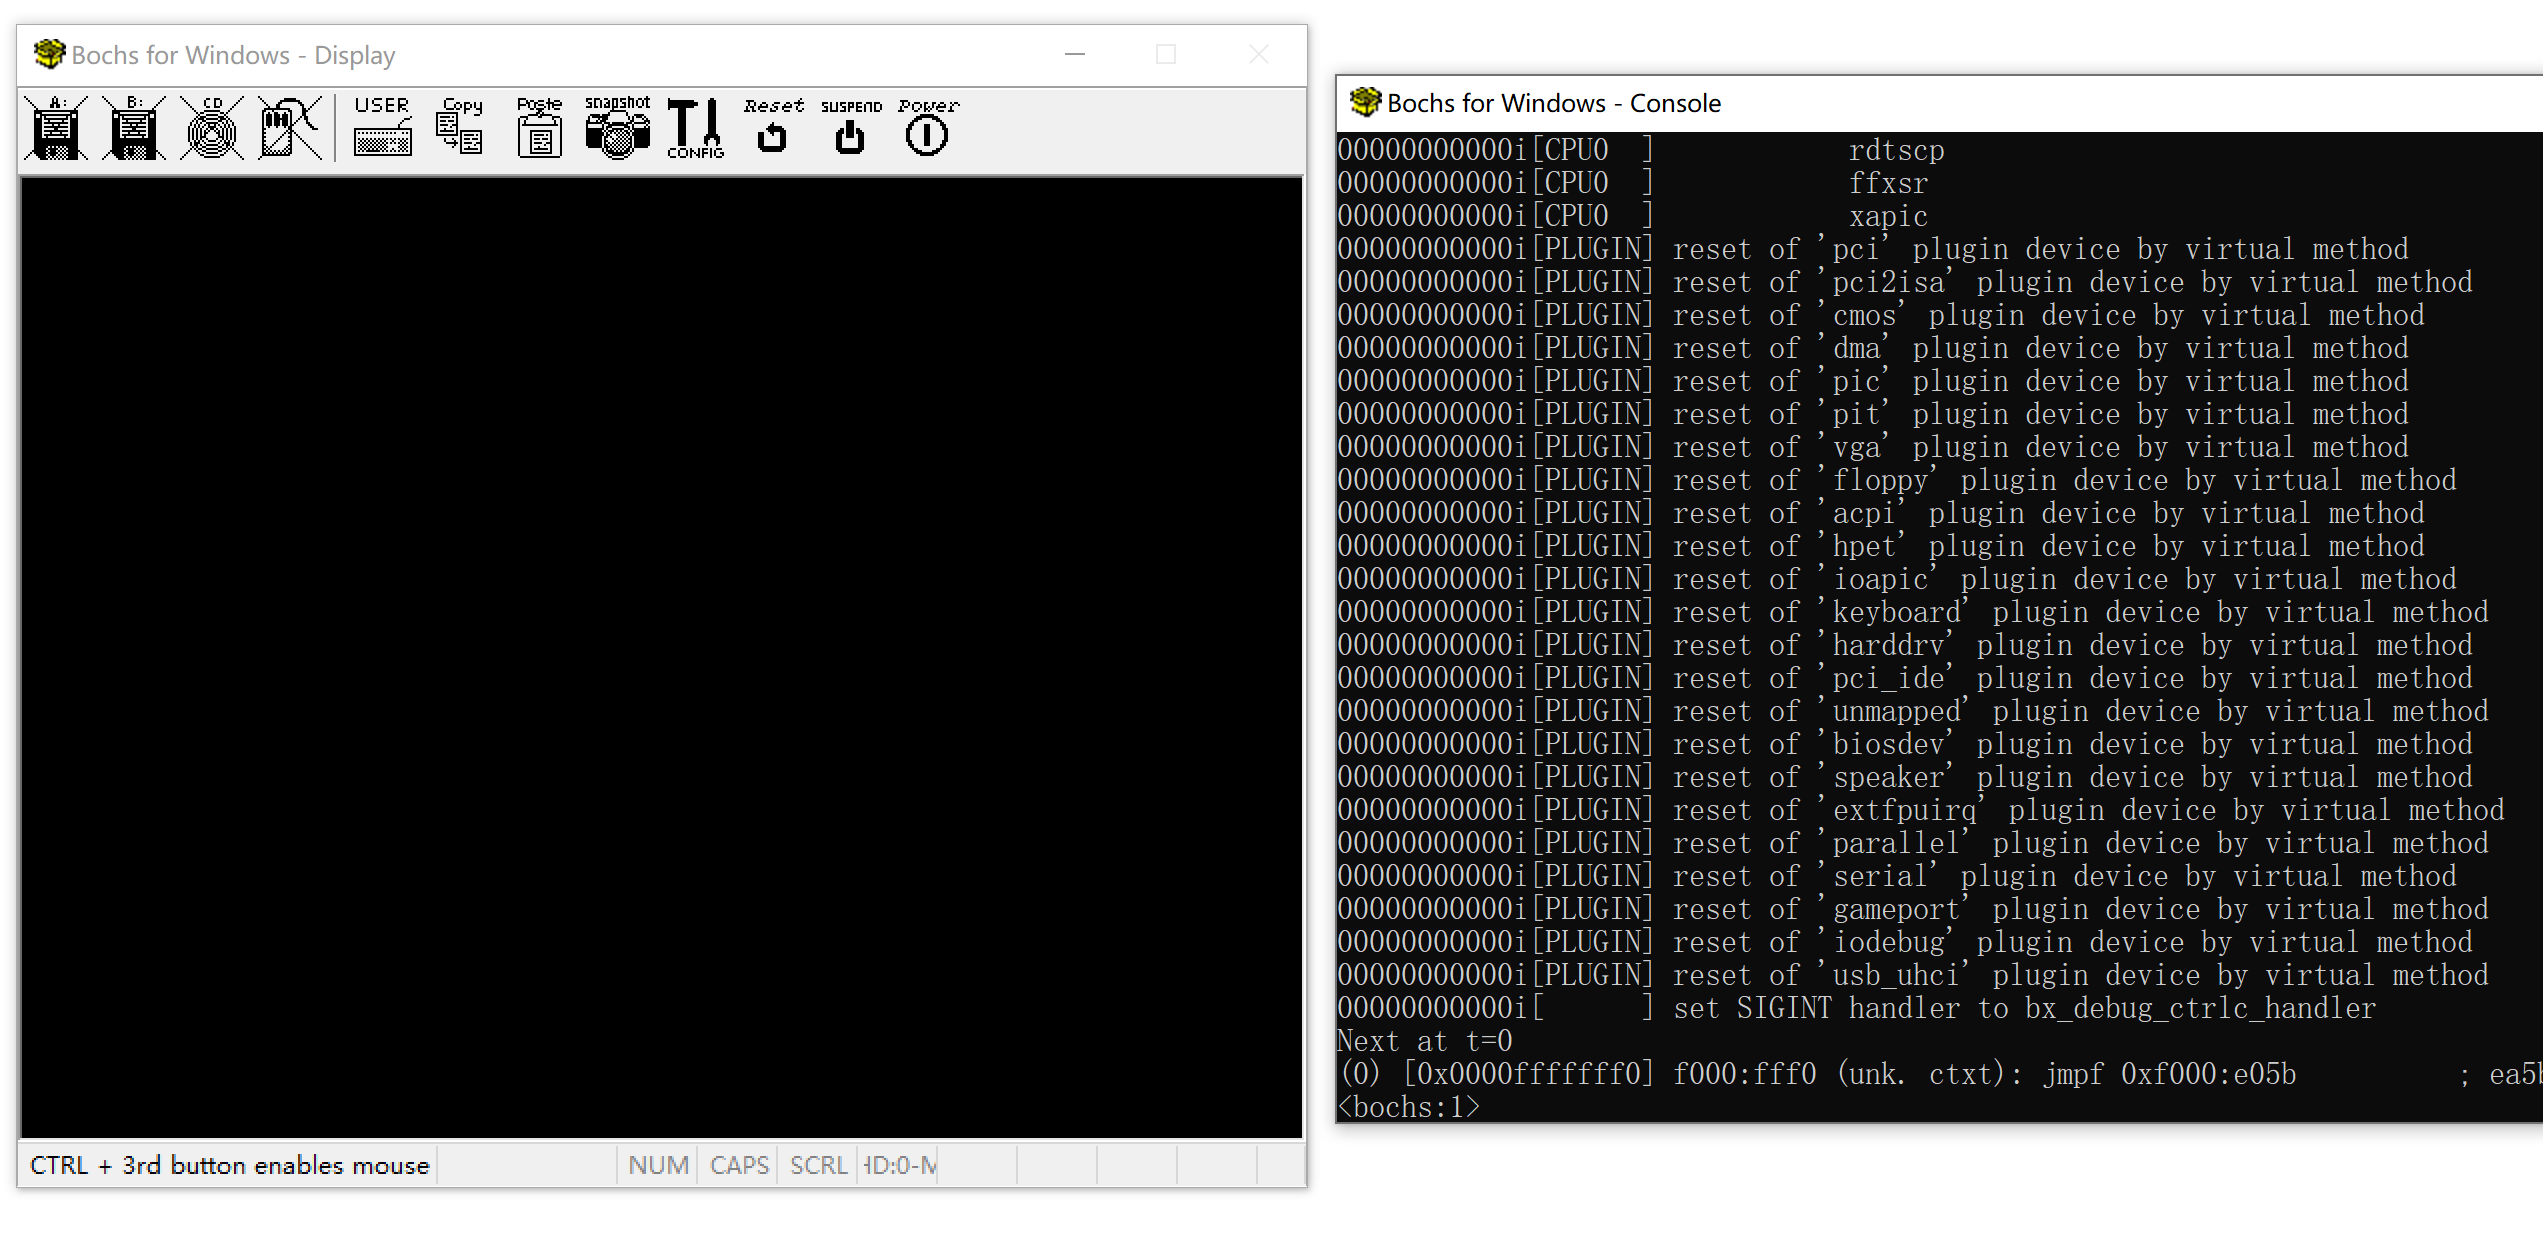 Bochs for Windows - Display
A: B: CD USER Copy Paste snapshot CONFIG Reset SUSPEND Power
CTRL + 3rd button enables mouse NUM CAPS SCRL HD:0-M
Bochs for Windows - Console
00000000000i[CPU0  ]            rdtscp
00000000000i[CPU0  ]            ffxsr
00000000000i[CPU0  ]            xapic
00000000000i[PLUGIN] reset of 'pci' plugin device by virtual method
00000000000i[PLUGIN] reset of 'pci2isa' plugin device by virtual method
00000000000i[PLUGIN] reset of 'cmos' plugin device by virtual method
00000000000i[PLUGIN] reset of 'dma' plugin device by virtual method
00000000000i[PLUGIN] reset of 'pic' plugin device by virtual method
00000000000i[PLUGIN] reset of 'pit' plugin device by virtual method
00000000000i[PLUGIN] reset of 'vga' plugin device by virtual method
00000000000i[PLUGIN] reset of 'floppy' plugin device by virtual method
00000000000i[PLUGIN] reset of 'acpi' plugin device by virtual method
00000000000i[PLUGIN] reset of 'hpet' plugin device by virtual method
00000000000i[PLUGIN] reset of 'ioapic' plugin device by virtual method
00000000000i[PLUGIN] reset of 'keyboard' plugin device by virtual method
00000000000i[PLUGIN] reset of 'harddrv' plugin device by virtual method
00000000000i[PLUGIN] reset of 'pci_ide' plugin device by virtual method
00000000000i[PLUGIN] reset of 'unmapped' plugin device by virtual method
00000000000i[PLUGIN] reset of 'biosdev' plugin device by virtual method
00000000000i[PLUGIN] reset of 'speaker' plugin device by virtual method
00000000000i[PLUGIN] reset of 'extfpuirq' plugin device by virtual method
00000000000i[PLUGIN] reset of 'parallel' plugin device by virtual method
00000000000i[PLUGIN] reset of 'serial' plugin device by virtual method
00000000000i[PLUGIN] reset of 'gameport' plugin device by virtual method
00000000000i[PLUGIN] reset of 'iodebug' plugin device by virtual method
00000000000i[PLUGIN] reset of 'usb_uhci' plugin device by virtual method
00000000000i[      ] set SIGINT handler to bx_debug_ctrlc_handler
Next at t=0
(0) [0x0000fffffff0] f000:fff0 (unk. ctxt): jmpf 0xf000:e05b          ; ea5b
<bochs:1>